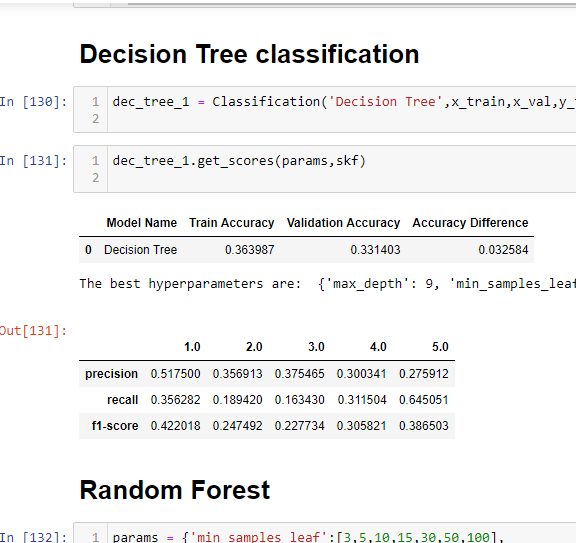 Decision Tree classification
In [130]: 1 dec_tree_1 = Classification('Decision Tree',x_train,x_val,y_
2
In [131]: 1 dec_tree_1.get_scores(params,skf)
2
Model Name Train Accuracy Validation Accuracy Accuracy Difference
0 Decision Tree 0.363987 0.331403 0.032584
The best hyperparameters are: {'max_depth': 9, 'min_samples_leaf
Out[131]:
1.0 2.0 3.0 4.0 5.0
precision 0.517500 0.356913 0.375465 0.300341 0.275912
recall 0.356282 0.189420 0.163430 0.311504 0.645051
f1-score 0.422018 0.247492 0.227734 0.305821 0.386503
Random Forest
In [132]: 1 params = {'min_samples_leaf':[3,5,10,15,30,50,100],